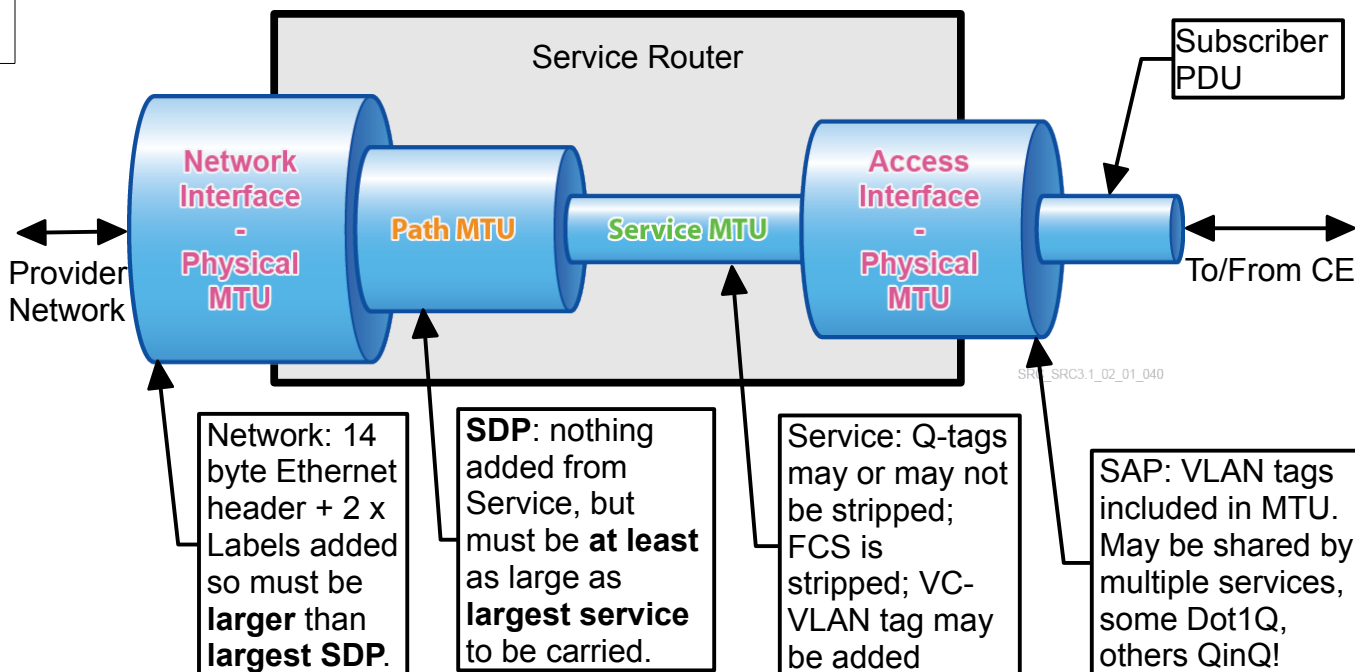 Service Router
Subscriber
PDU
Network
Interface
-
Physical
MTU
Path MTU
Service MTU
Access
Interface
-
Physical
MTU
Provider
Network
To/From CE
Network: 14
byte Ethernet
header + 2 x
Labels added
so must be
larger than
largest SDP.
SDP: nothing
added from
Service, but
must be at least
as large as
largest service
to be carried.
Service: Q-tags
may or may not
be stripped;
FCS is
stripped; VC-
VLAN tag may
be added
SAP: VLAN tags
included in MTU.
May be shared by
multiple services,
some Dot1Q,
others QinQ!